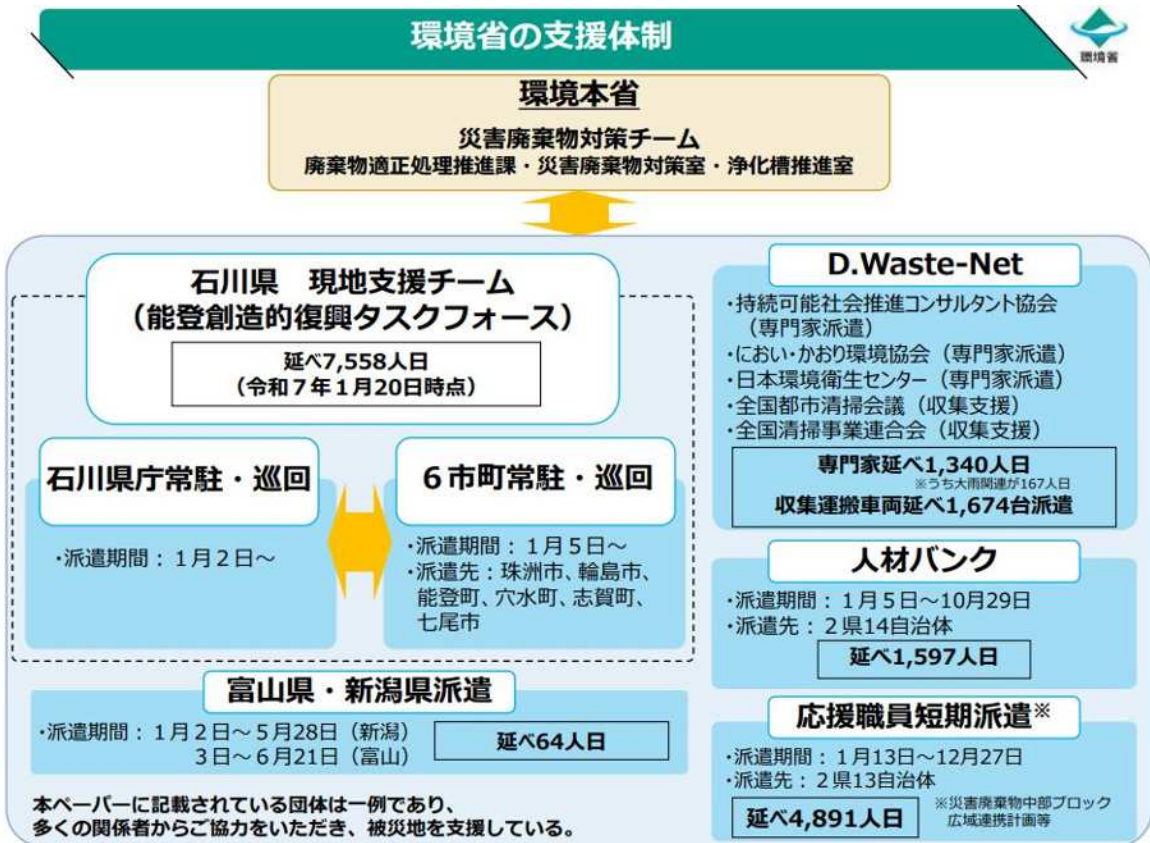 環境省の支援体制
環境省
環境本省
災害廃棄物対策チーム
廃棄物適正処理推進課・災害廃棄物対策室・浄化槽推進室
石川県　現地支援チーム
（能登創造的復興タスクフォース）
延べ7,558人日
（令和７年１月20日時点）
石川県庁常駐・巡回
・派遣期間：１月２日～
６市町常駐・巡回
・派遣期間：１月５日～
・派遣先：珠洲市、輪島市、
能登町、穴水町、志賀町、
七尾市
富山県・新潟県派遣
・派遣期間：１月２日～５月28日（新潟）
３日～６月21日（富山）
延べ64人日
本ペーパーに記載されている団体は一例であり、
多くの関係者からご協力をいただき、被災地を支援している。
D.Waste-Net
・持続可能社会推進コンサルタント協会
（専門家派遣）
・におい・かおり環境協会（専門家派遣）
・日本環境衛生センター（専門家派遣）
・全国都市清掃会議（収集支援）
・全国清掃事業連合会（収集支援）
専門家延べ1,340人日
※うち大雨関連が167人日
収集運搬車両延べ1,674台派遣
人材バンク
・派遣期間：１月５日～10月29日
・派遣先：２県14自治体
延べ1,597人日
応援職員短期派遣※
・派遣期間：１月13日～12月27日
・派遣先：２県13自治体
延べ4,891人日
※災害廃棄物中部ブロック
広域連携計画等